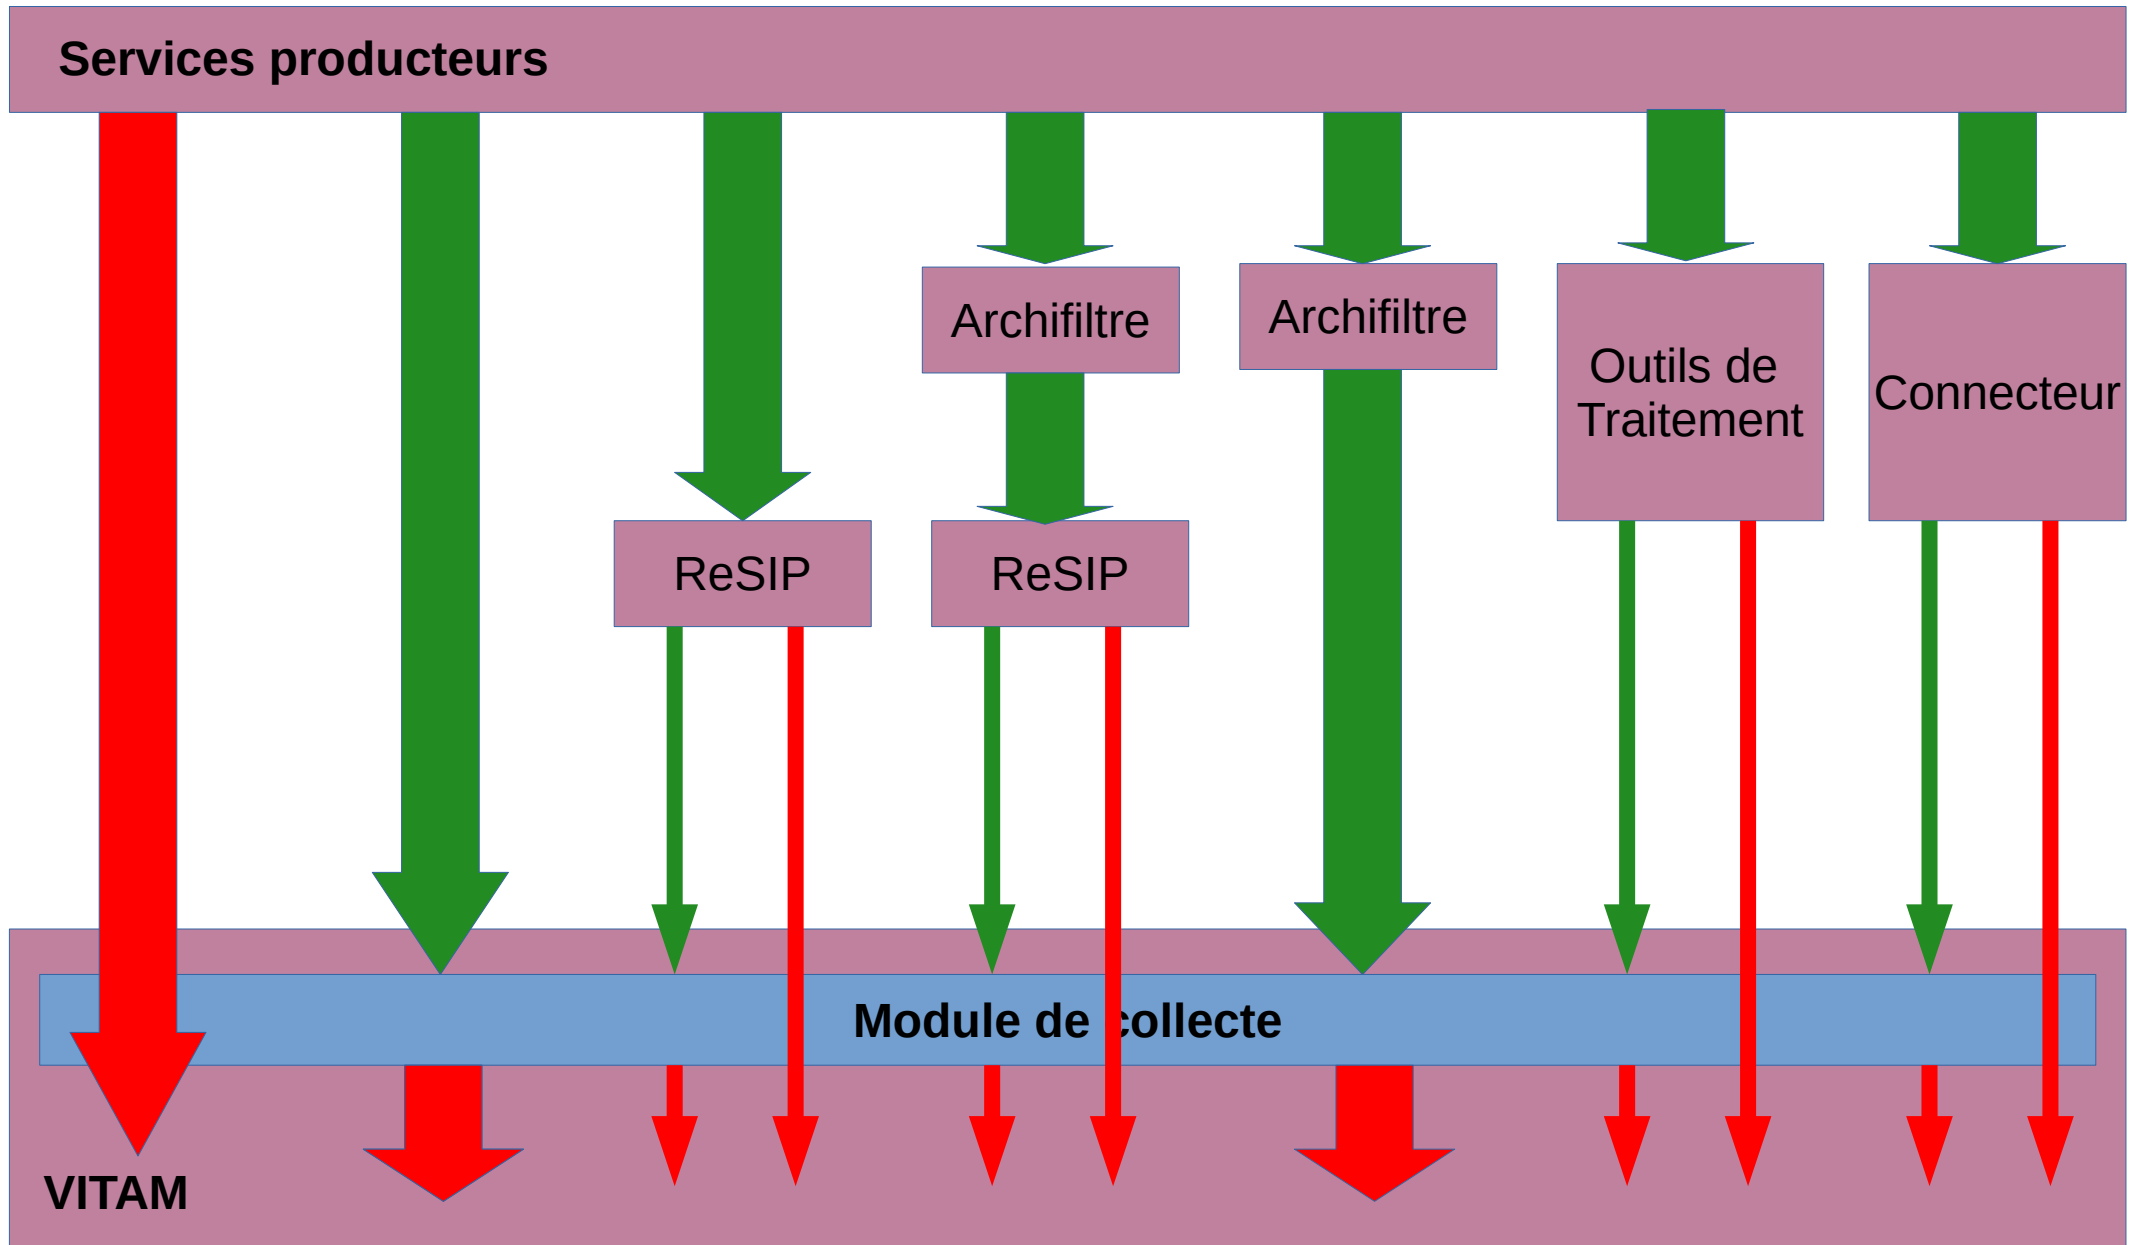 Services producteurs
Archifiltre
Archifiltre
Outils de
Traitement
Connecteur
ReSIP
ReSIP
Module de collecte
VITAM